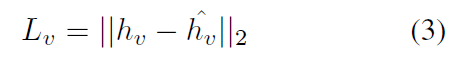 $L_v = ||h_v - \hat{h_v}||_2$ (3)